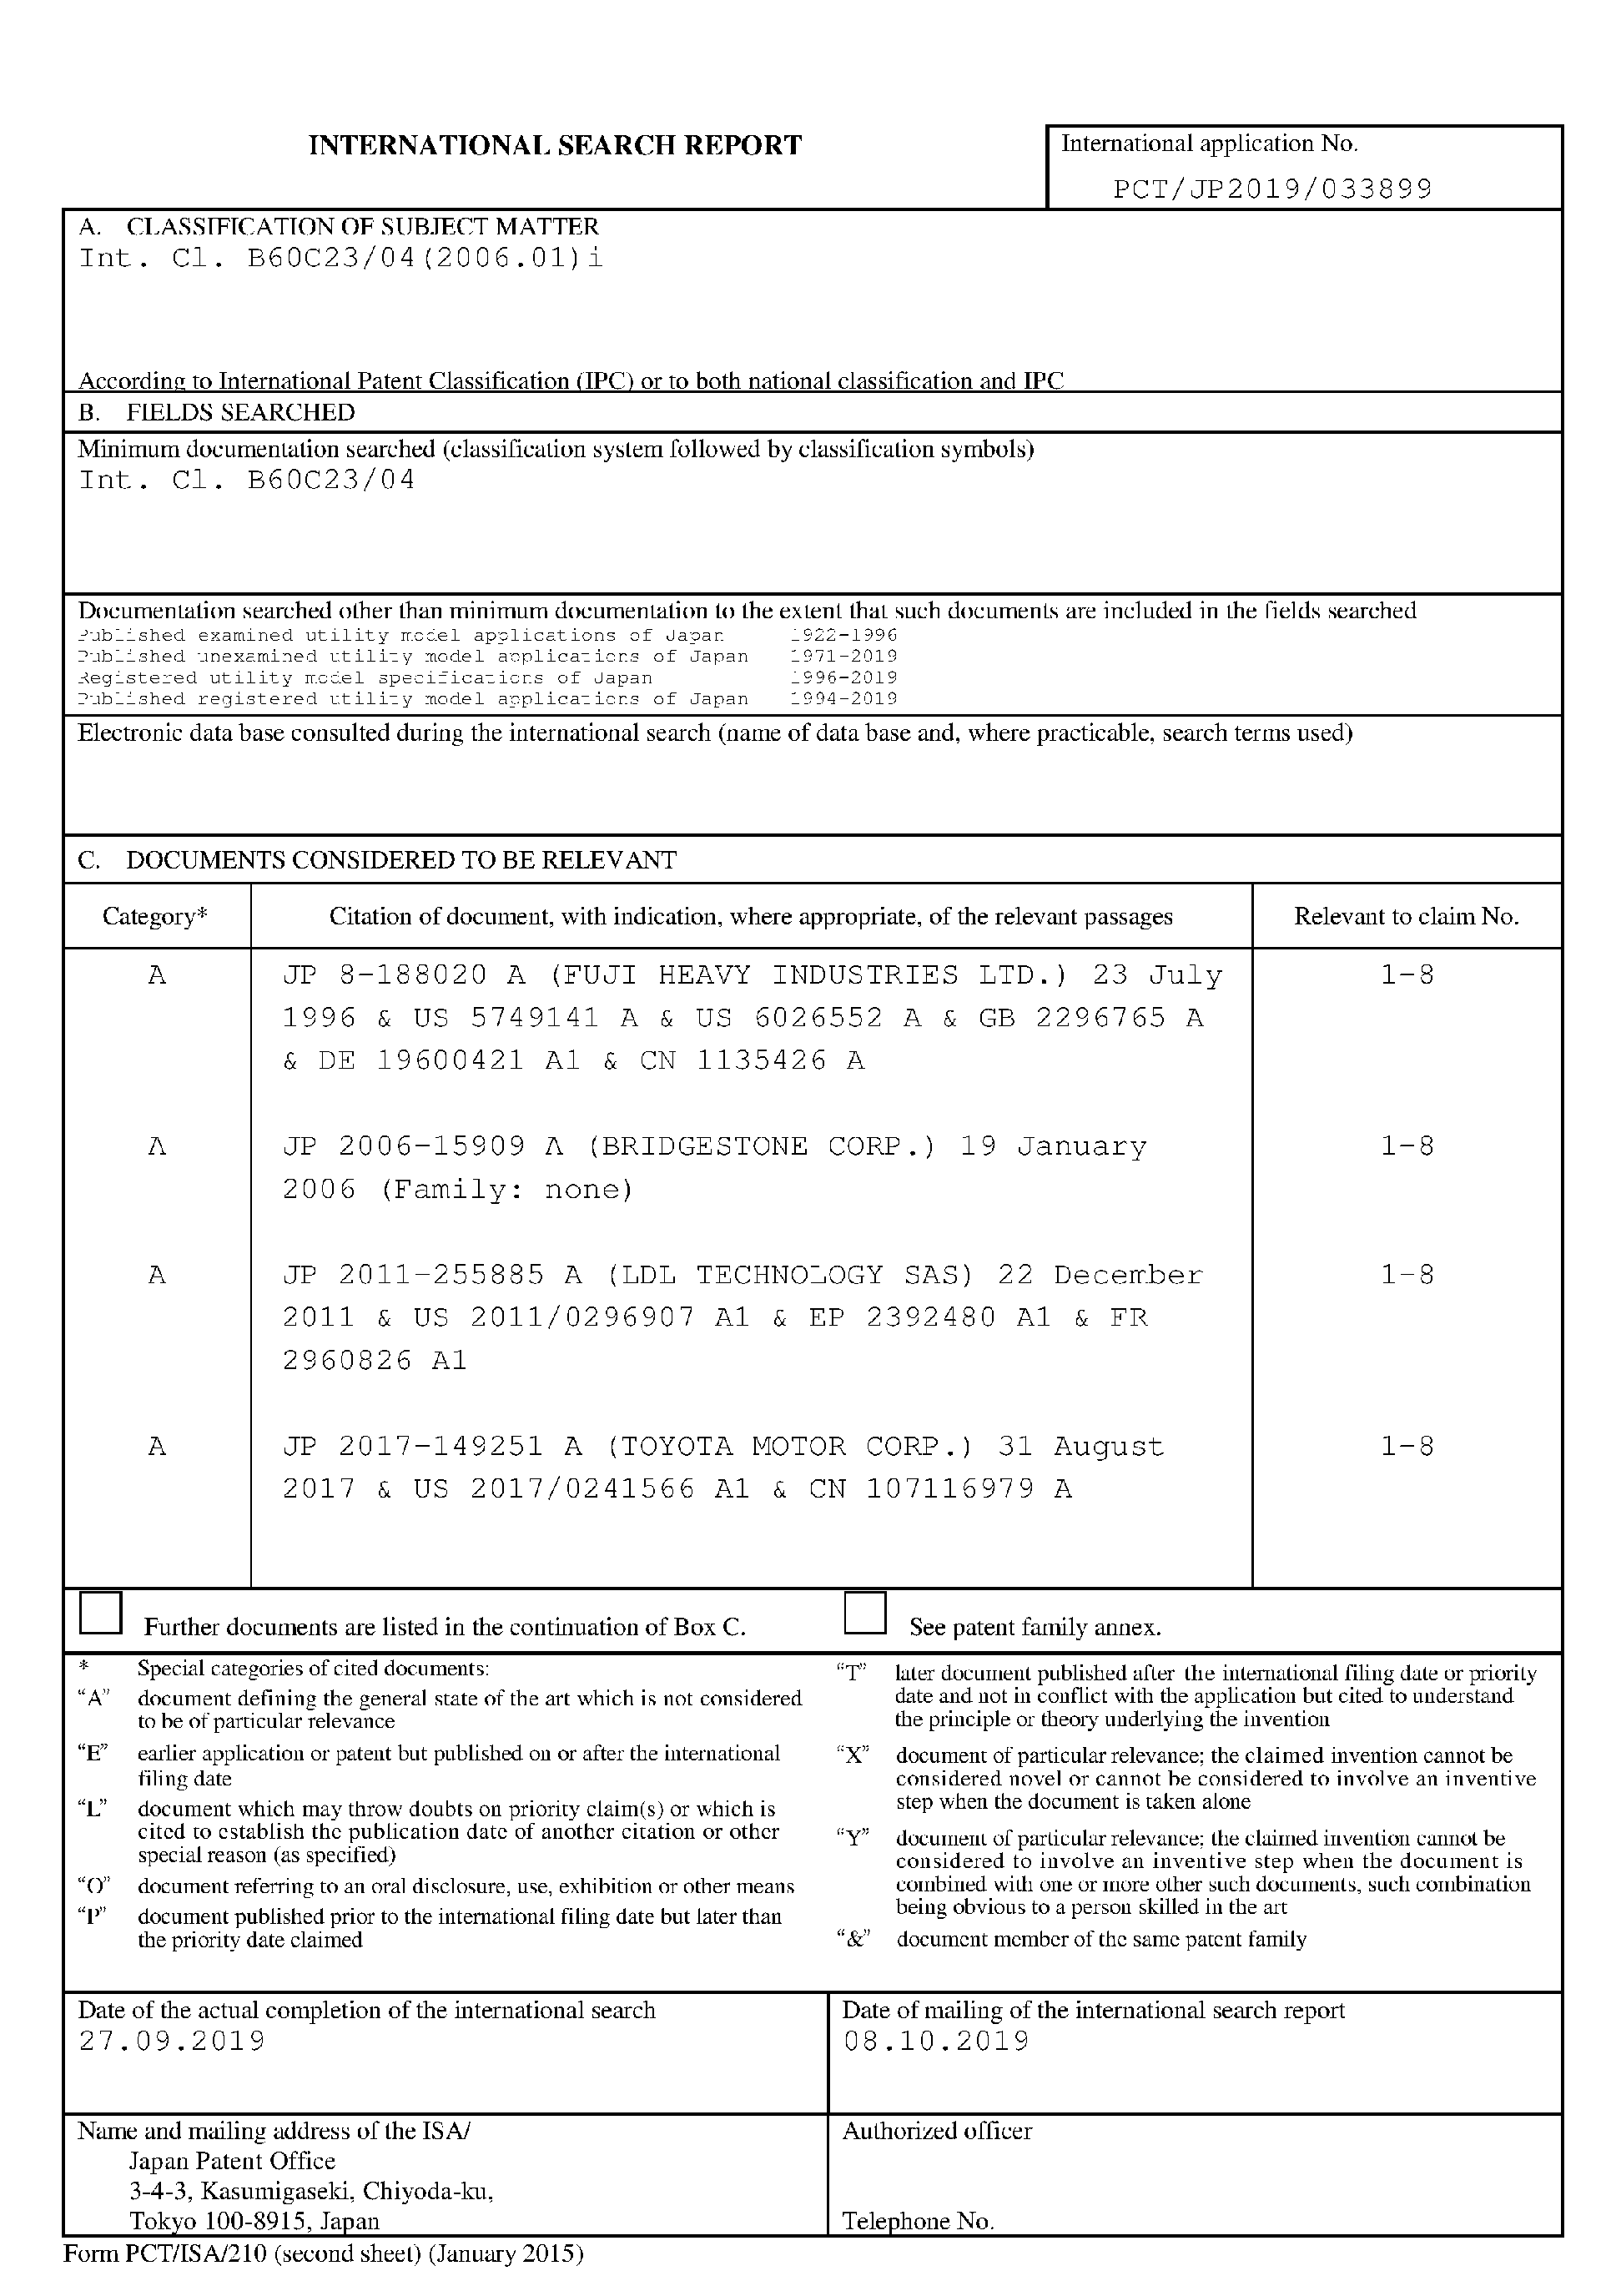 INTERNATIONAL SEARCH REPORT
International application No.
PCT/JP2019/033899
A. CLASSIFICATION OF SUBJECT MATTER
Int. Cl. B60C23/04(2006.01)i
According to International Patent Classification (IPC) or to both national classification and IPC
B. FIELDS SEARCHED
Minimum documentation searched (classification system followed by classification symbols)
Int. Cl. B60C23/04
Documentation searched other than minimum documentation to the extent that such documents are included in the fields searched
Published examined utility model applications of Japan 1922-1996
Published unexamined utility model applications of Japan 1971-2019
Registered utility model specifications of Japan 1996-2019
Published registered utility model applications of Japan 1994-2019
Electronic data base consulted during the international search (name of data base and, where practicable, search terms used)
C. DOCUMENTS CONSIDERED TO BE RELEVANT
Category* Citation of document, with indication, where appropriate, of the relevant passages Relevant to claim No.
A JP 8-188020 A (FUJI HEAVY INDUSTRIES LTD.) 23 July 1-8
1996 & US 5749141 A & US 6026552 A & GB 2296765 A
& DE 19600421 A1 & CN 1135426 A
A JP 2006-15909 A (BRIDGESTONE CORP.) 19 January 1-8
2006 (Family: none)
A JP 2011-255885 A (LDL TECHNOLOGY SAS) 22 December 1-8
2011 & US 2011/0296907 A1 & EP 2392480 A1 & FR
2960826 A1
A JP 2017-149251 A (TOYOTA MOTOR CORP.) 31 August 1-8
2017 & US 2017/0241566 A1 & CN 107116979 A
Further documents are listed in the continuation of Box C.
See patent family annex.
* Special categories of cited documents:
“A” document defining the general state of the art which is not considered
to be of particular relevance
“E” earlier application or patent but published on or after the international
filing date
“L” document which may throw doubts on priority claim(s) or which is
cited to establish the publication date of another citation or other
special reason (as specified)
“O” document referring to an oral disclosure, use, exhibition or other means
“P” document published prior to the international filing date but later than
the priority date claimed
“T” later document published after the international filing date or priority
date and not in conflict with the application but cited to understand
the principle or theory underlying the invention
“X” document of particular relevance; the claimed invention cannot be
considered novel or cannot be considered to involve an inventive
step when the document is taken alone
“Y” document of particular relevance; the claimed invention cannot be
considered to involve an inventive step when the document is
combined with one or more other such documents, such combination
being obvious to a person skilled in the art
“&” document member of the same patent family
Date of the actual completion of the international search
27.09.2019
Date of mailing of the international search report
08.10.2019
Name and mailing address of the ISA/
Japan Patent Office
3-4-3, Kasumigaseki, Chiyoda-ku,
Tokyo 100-8915, Japan
Authorized officer
Telephone No.
Form PCT/ISA/210 (second sheet) (January 2015)